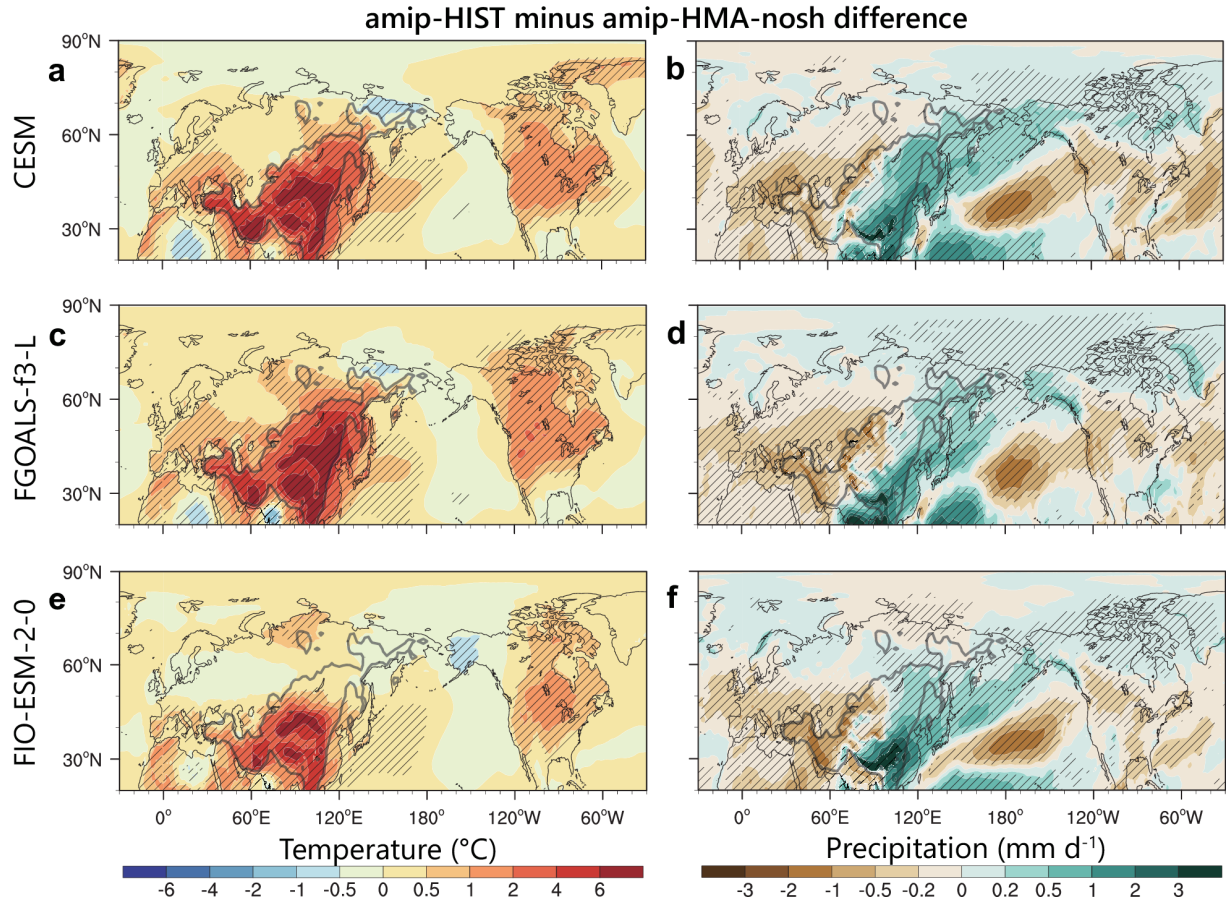 amip-HIST minus amip-HMA-nosh difference
a
b
CESM
90°N
60°N
30°N
c
d
FGOALS-f3-L
90°N
60°N
30°N
e
f
FIO-ESM-2-0
90°N
60°N
30°N
0° 60°E 120°E 180° 120°W 60°W
0° 60°E 120°E 180° 120°W 60°W
Temperature (°C)
-6 -4 -2 -1 -0.5 0 0.5 1 2 4 6
Precipitation (mm d⁻¹)
-3 -2 -1 -0.5 -0.2 0 0.2 0.5 1 2 3